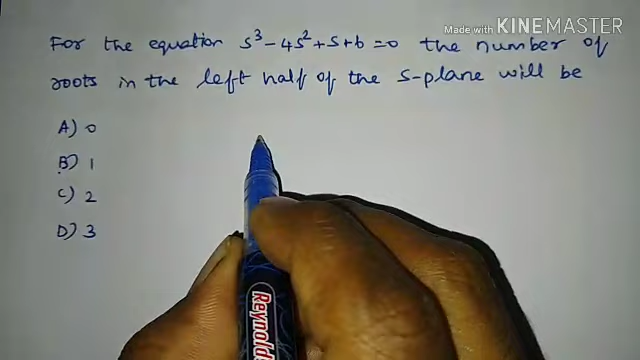 Made with KINEMASTER
For the equation s³ - 4s² + s + 6 = 0 the number of
roots in the left half of the s-plane will be
A) 0
B) 1
C) 2
D) 3
Reynold